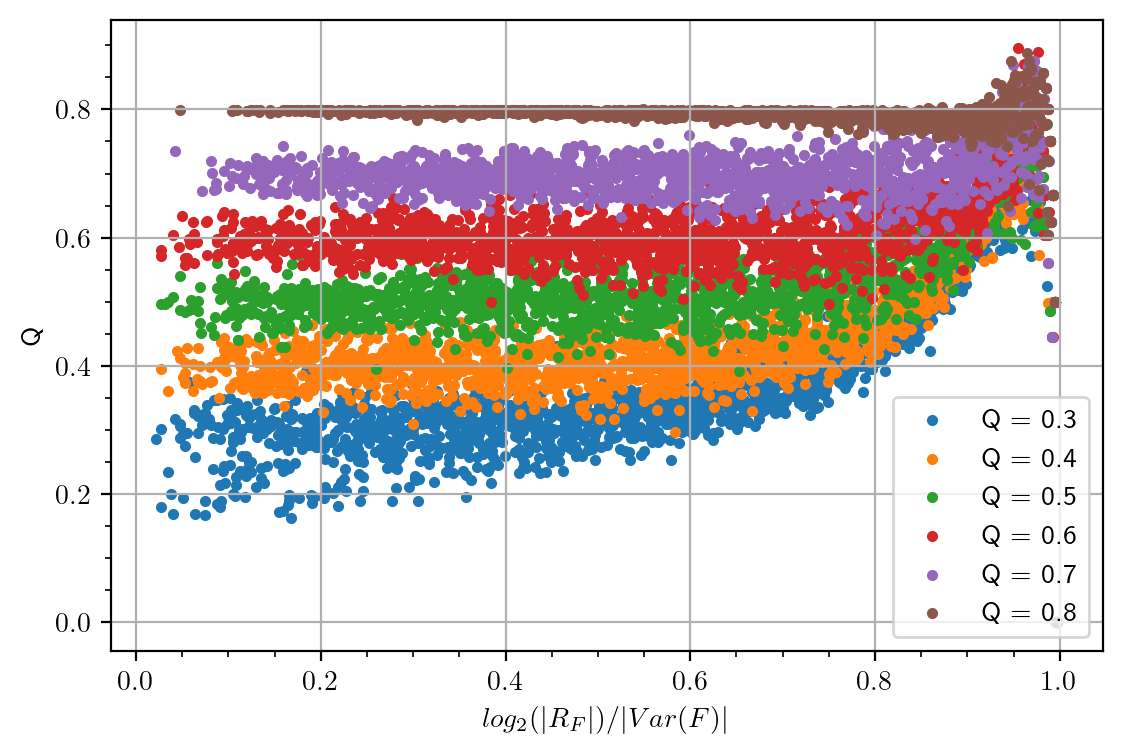 Q
0.8
0.6
0.4
0.2
0.0
0.0 0.2 0.4 0.6 0.8 1.0
log₂(|R_F|)/|Var(F)|
Q = 0.3
Q = 0.4
Q = 0.5
Q = 0.6
Q = 0.7
Q = 0.8